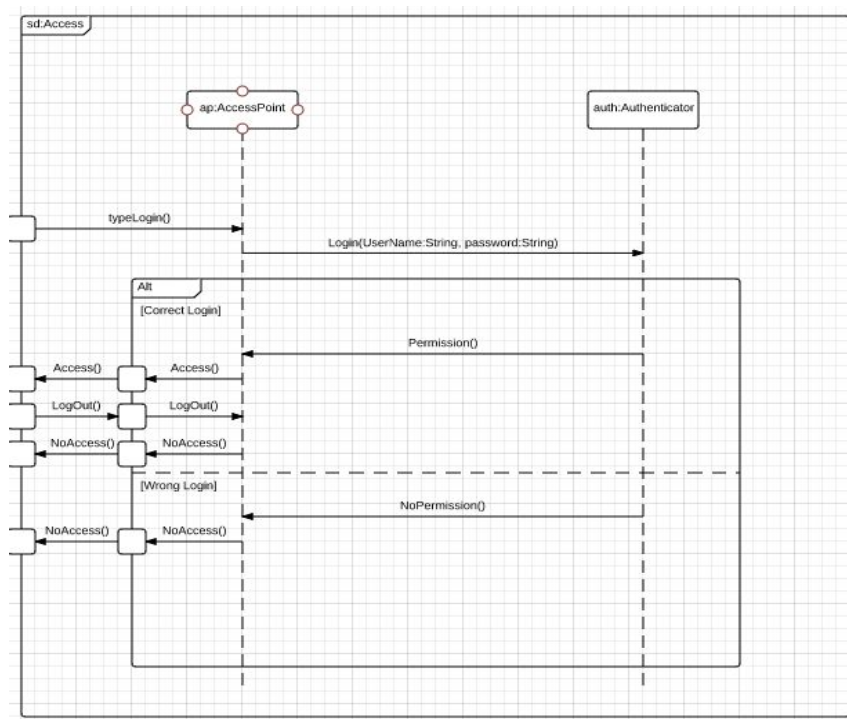 sd:Access
ap:AccessPoint
auth:Authenticator
typeLogin()
Login(UserName:String, password:String)
Alt
[Correct Login]
Permission()
Access()
Access()
LogOut()
LogOut()
NoAccess()
NoAccess()
[Wrong Login]
NoPermission()
NoAccess()
NoAccess()